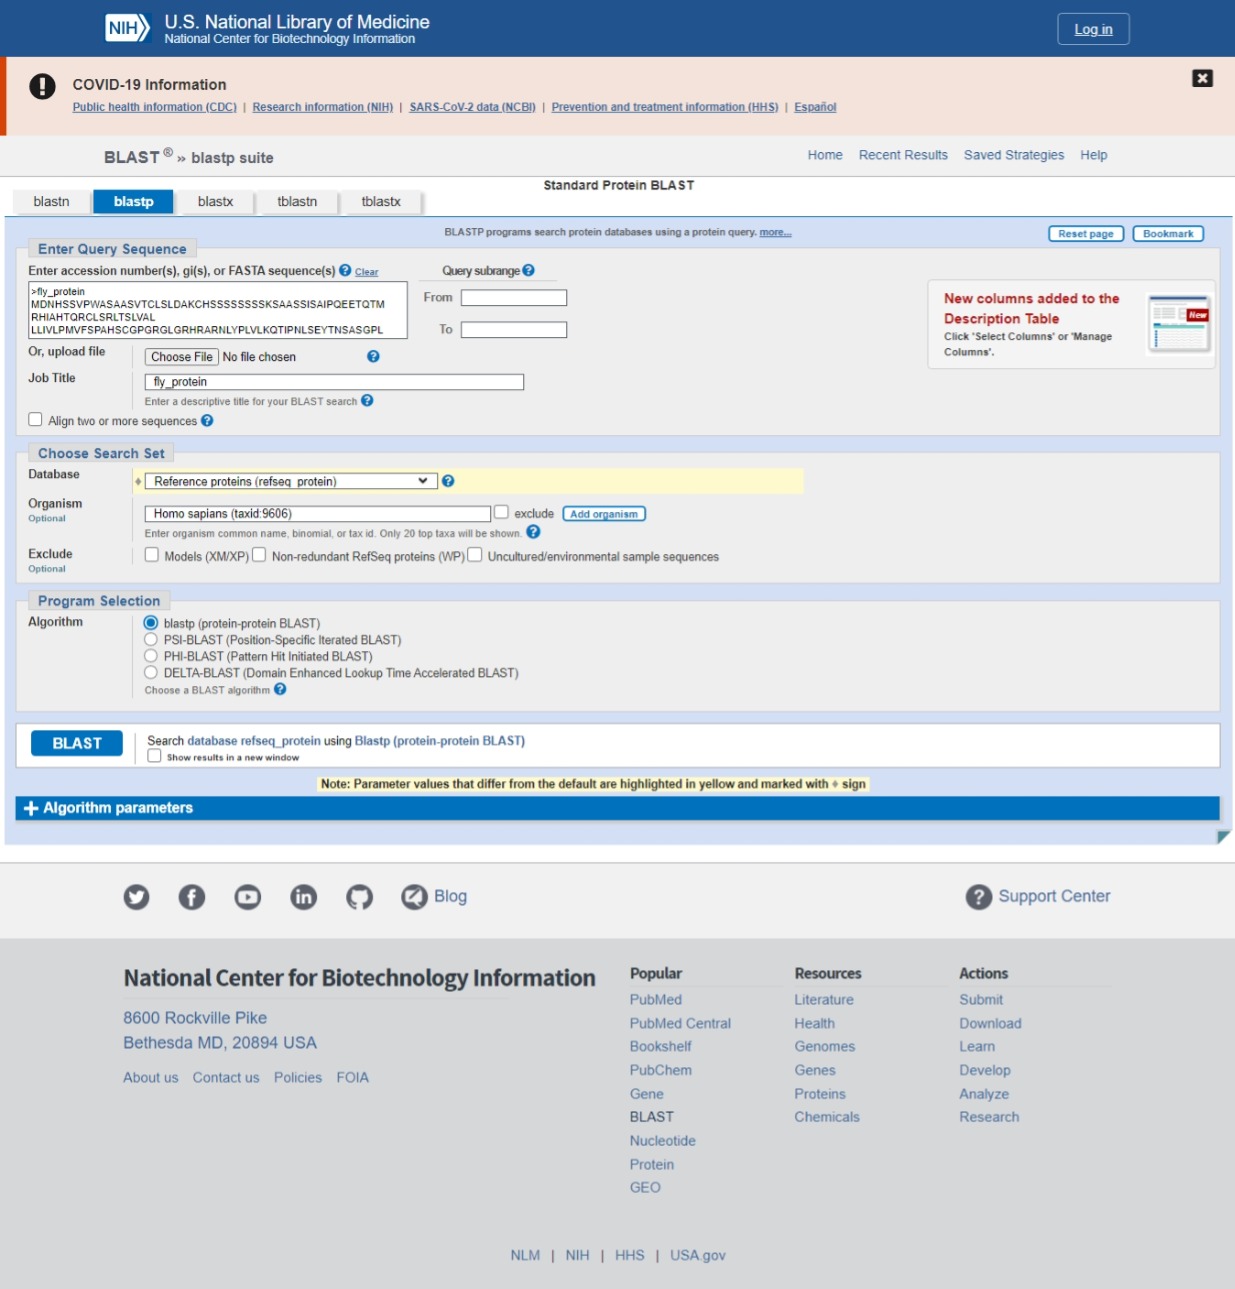 NIH U.S. National Library of Medicine
National Center for Biotechnology Information
Log in
COVID-19 Information
Public health information (CDC) | Research information (NIH) | SARS-CoV-2 data (NCBI) | Prevention and treatment information (HHS) | Español
BLAST ® » blastp suite
Home Recent Results Saved Strategies Help
Standard Protein BLAST
blastn blastp blastx tblastn tblastx
BLASTP programs search protein databases using a protein query. more...
Reset page Bookmark
Enter Query Sequence
Enter accession number(s), gi(s), or FASTA sequence(s) ? Clear
Query subrange ?
>fly_protein
MDNHSSVPWASAASVTCLSLDAKCHSSSSSSSSKSAASSISAIPQEETQTM
RHIAHTQRCLSRLTSLVAL
LLIVLPMVFSPAHSCGPGRGLGRHRARNLYPLVLKQTIPNLSEYTNSASGPL
From
To
New columns added to the
Description Table
Click 'Select Columns' or 'Manage
Columns'.
New
Or, upload file Choose File No file chosen ?
Job Title fly_protein
Enter a descriptive title for your BLAST search ?
Align two or more sequences ?
Choose Search Set
Database Reference proteins (refseq_protein) ?
Organism
Optional
Homo sapiens (taxid:9606) exclude Add organism
Enter organism common name, binomial, or tax id. Only 20 top taxa will be shown. ?
Exclude
Optional
Models (XM/XP) Non-redundant RefSeq proteins (WP) Uncultured/environmental sample sequences
Program Selection
Algorithm
blastp (protein-protein BLAST)
PSI-BLAST (Position-Specific Iterated BLAST)
PHI-BLAST (Pattern Hit Initiated BLAST)
DELTA-BLAST (Domain Enhanced Lookup Time Accelerated BLAST)
Choose a BLAST algorithm ?
BLAST
Search database refseq_protein using Blastp (protein-protein BLAST)
Show results in a new window
Note: Parameter values that differ from the default are highlighted in yellow and marked with ♦ sign
+ Algorithm parameters
Blog
? Support Center
National Center for Biotechnology Information
8600 Rockville Pike
Bethesda MD, 20894 USA
About us Contact us Policies FOIA
Popular
PubMed
PubMed Central
Bookshelf
PubChem
Gene
BLAST
Nucleotide
Protein
GEO
Resources
Literature
Health
Genomes
Genes
Proteins
Chemicals
Actions
Submit
Download
Learn
Develop
Analyze
Research
NLM | NIH | HHS | USA.gov